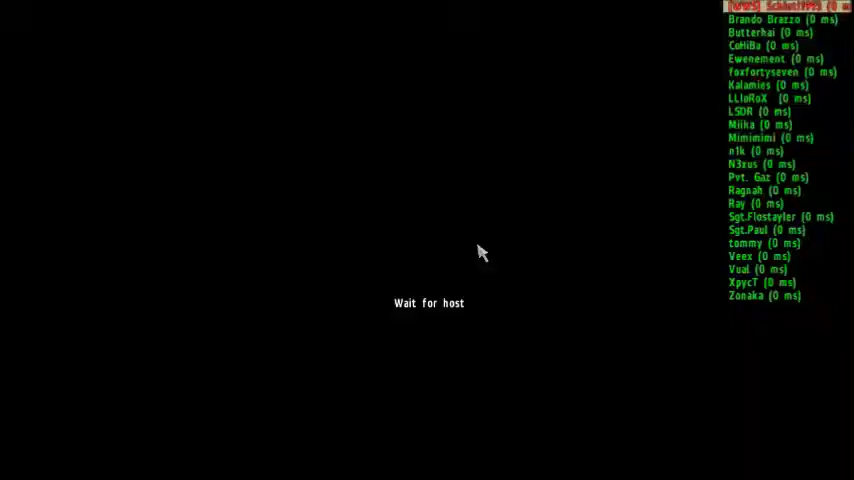 Brando Brazzo (0 ms)
Butterhai (0 ms)
CoHiBa (0 ms)
Ewenement (0 ms)
foxfortyseven (0 ms)
Kalamies (0 ms)
LLloRoX (0 ms)
LSDR (0 ms)
Miika (0 ms)
Mimimimi (0 ms)
n1k (0 ms)
N3xus (0 ms)
Pvt. Gaz (0 ms)
Ragnah (0 ms)
Ray (0 ms)
Sgt.Flostayler (0 ms)
Sgt.Paul (0 ms)
tommy (0 ms)
Veex (0 ms)
Vual (0 ms)
XpycT (0 ms)
Zonaka (0 ms)
Wait for host